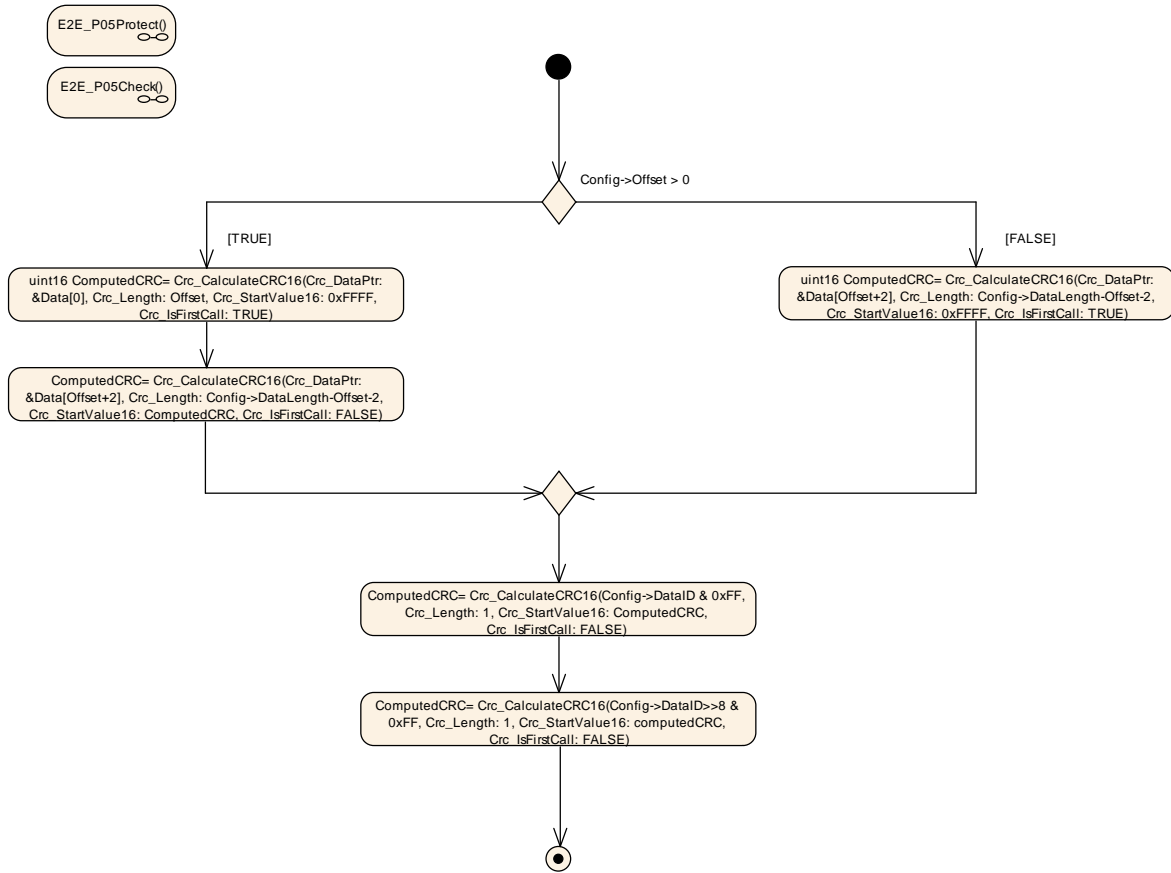 E2E_P05Protect()
E2E_P05Check()
Config->Offset > 0
[TRUE]
[FALSE]
uint16 ComputedCRC= Crc_CalculateCRC16(Crc_DataPtr:
&Data[0], Crc_Length: Offset, Crc_StartValue16: 0xFFFF,
Crc_IsFirstCall: TRUE)
uint16 ComputedCRC= Crc_CalculateCRC16(Crc_DataPtr:
&Data[Offset+2], Crc_Length: Config->DataLength-Offset-2,
Crc_StartValue16: 0xFFFF, Crc_IsFirstCall: TRUE)
ComputedCRC= Crc_CalculateCRC16(Crc_DataPtr:
&Data[Offset+2], Crc_Length: Config->DataLength-Offset-2,
Crc_StartValue16: ComputedCRC, Crc_IsFirstCall: FALSE)
ComputedCRC= Crc_CalculateCRC16(Config->DataID & 0xFF,
Crc_Length: 1, Crc_StartValue16: ComputedCRC,
Crc_IsFirstCall: FALSE)
ComputedCRC= Crc_CalculateCRC16(Config->DataID>>8 &
0xFF, Crc_Length: 1, Crc_StartValue16: computedCRC,
Crc_IsFirstCall: FALSE)